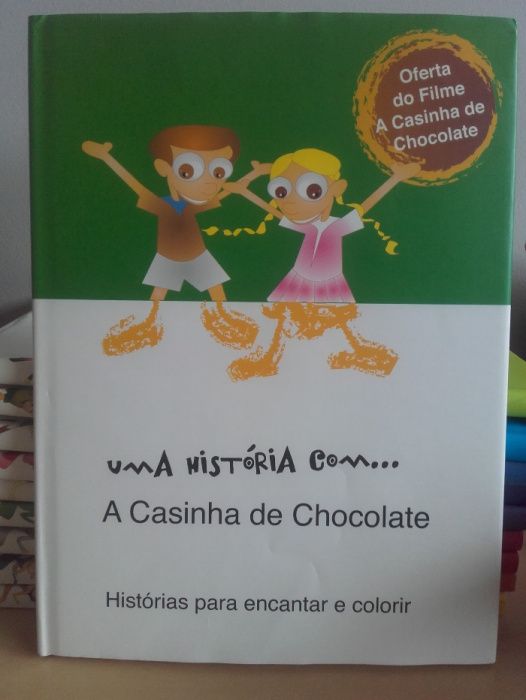 Oferta
do Filme
A Casinha de
Chocolate
UMA HISTÓRIA COM...
A Casinha de Chocolate
Histórias para encantar e colorir